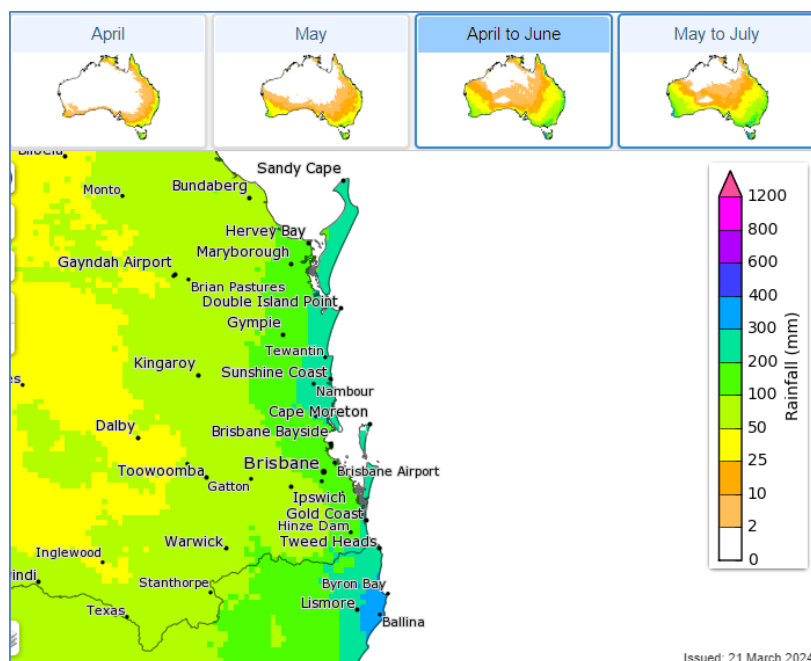 April
May
April to June
May to July
Sandy Cape
Monto
Bundaberg
1200
800
Hervey Bay
Maryborough
600
Gayndah Airport
Brian Pastures
400
Double Island Point
Gympie
300
Tewantin
Kingaroy
200
Sunshine Coast
Nambour
100
Cape Moreton
Dalby
Brisbane Bayside
50
Toowoomba
Brisbane
Brisbane Airport
25
Gatton
Ipswich
10
Gold Coast
Hinze Dam
2
Warwick
Tweed Heads
Inglewood
0
Rainfall (mm)
Stanthorpe
Byron Bay
Texas
Lismore
Ballina
Issued: 21 March 2024